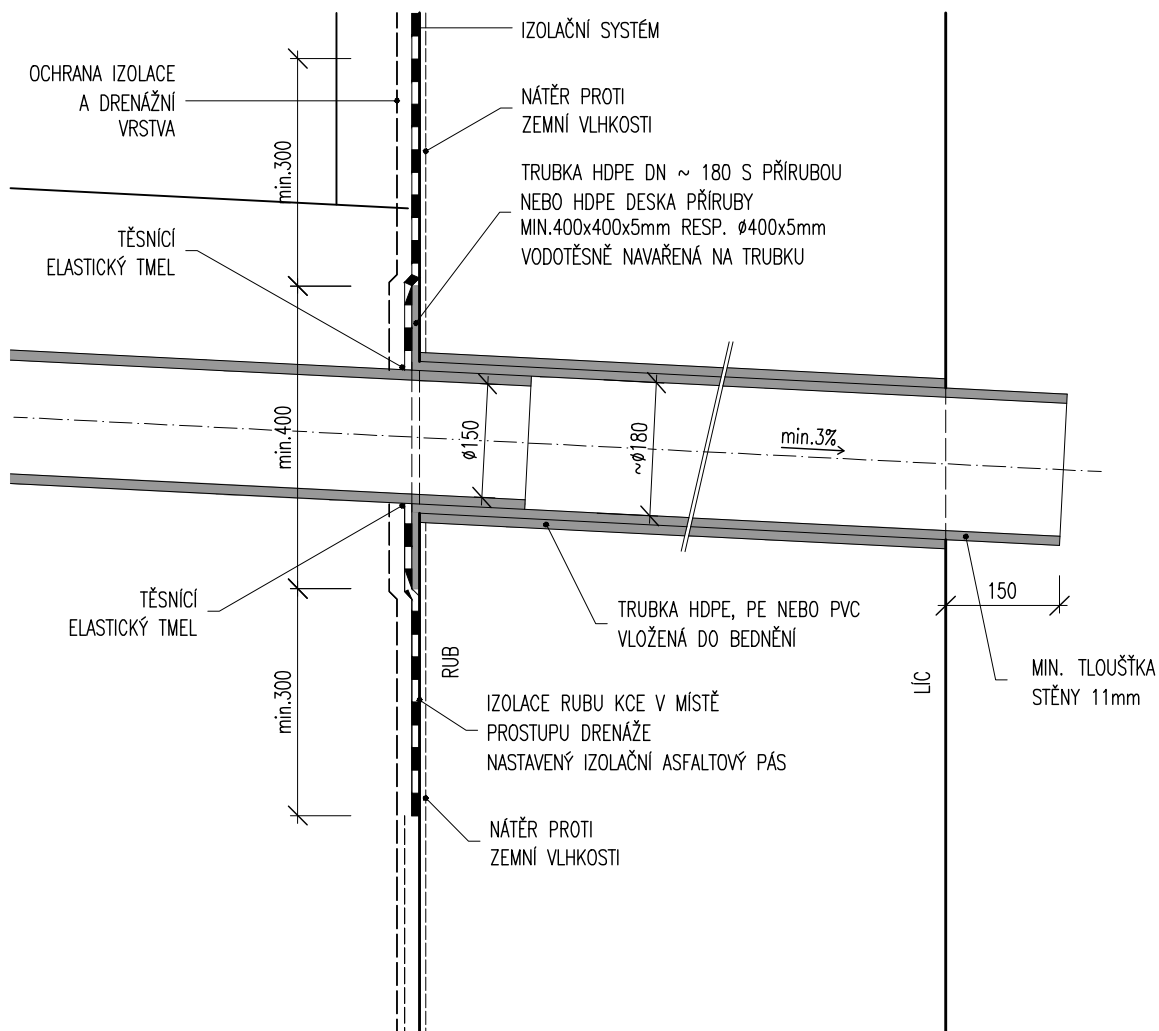 IZOLAČNÍ SYSTÉM
OCHRANA IZOLACE
A DRENÁŽNÍ
VRSTVA
NÁTĚR PROTI
ZEMNÍ VLHKOSTI
min.300
TRUBKA HDPE DN ~ 180 S PŘÍRUBOU
NEBO HDPE DESKA PŘÍRUBY
MIN.400x400x5mm RESP. Ø400x5mm
VODOTĚSNĚ NAVAŘENÁ NA TRUBKU
TĚSNÍCÍ
ELASTICKÝ TMEL
min.400
Ø150
~Ø180
min.3%
TĚSNÍCÍ
ELASTICKÝ TMEL
150
TRUBKA HDPE, PE NEBO PVC
VLOŽENÁ DO BEDNĚNÍ
RUB
LÍC
MIN. TLOUŠŤKA
STĚNY 11mm
min.300
IZOLACE RUBU KCE V MÍSTĚ
PROSTUPU DRENÁŽE
NASTAVENÝ IZOLAČNÍ ASFALTOVÝ PÁS
NÁTĚR PROTI
ZEMNÍ VLHKOSTI